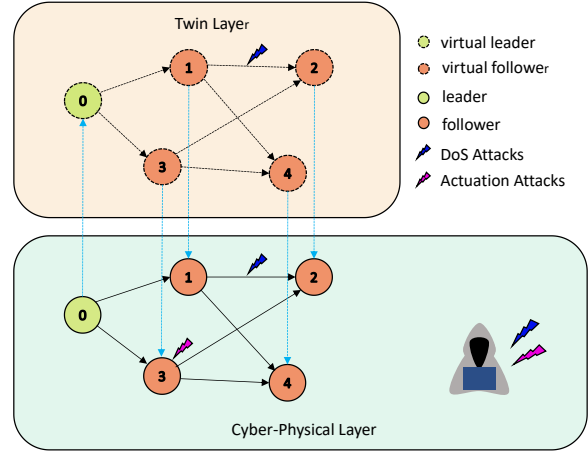 Twin Layer
1
2
0
3
4
virtual leader
virtual follower
leader
follower
DoS Attacks
Actuation Attacks
1
2
0
3
4
Cyber-Physical Layer